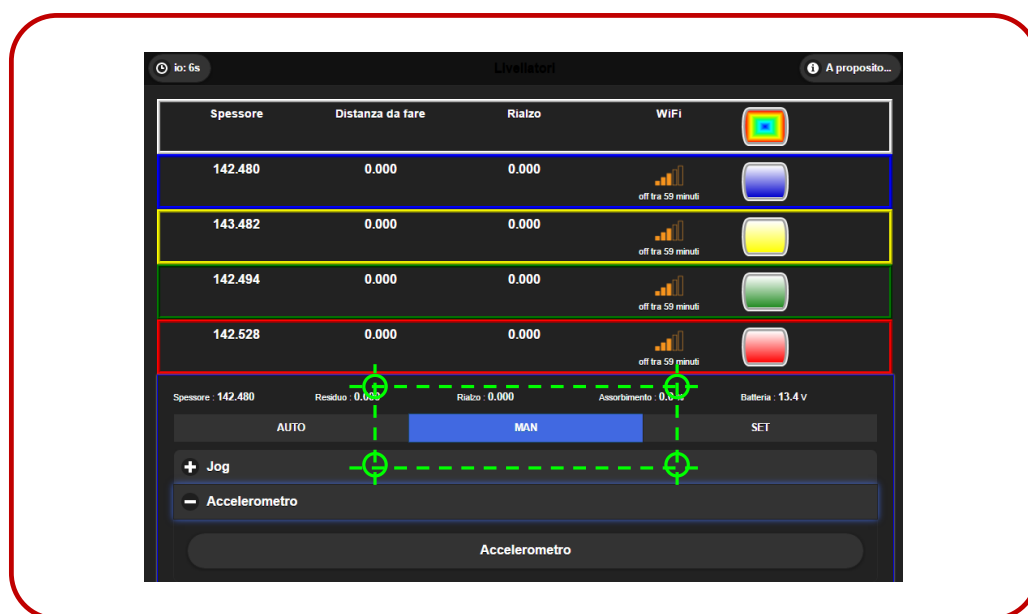 io: 6s Livellatori A proposito...
Spessore Distanza da fare Rialzo WiFi
142.480 0.000 0.000
off tra 59 minuti
143.482 0.000 0.000
off tra 59 minuti
142.494 0.000 0.000
off tra 59 minuti
142.528 0.000 0.000
off tra 59 minuti
Spessore : 142.480 Residuo : 0.000 Rialzo : 0.000 Assorbimento : 0.0 % Batteria : 13.4 V
AUTO MAN SET
Jog
Accelerometro
Accelerometro